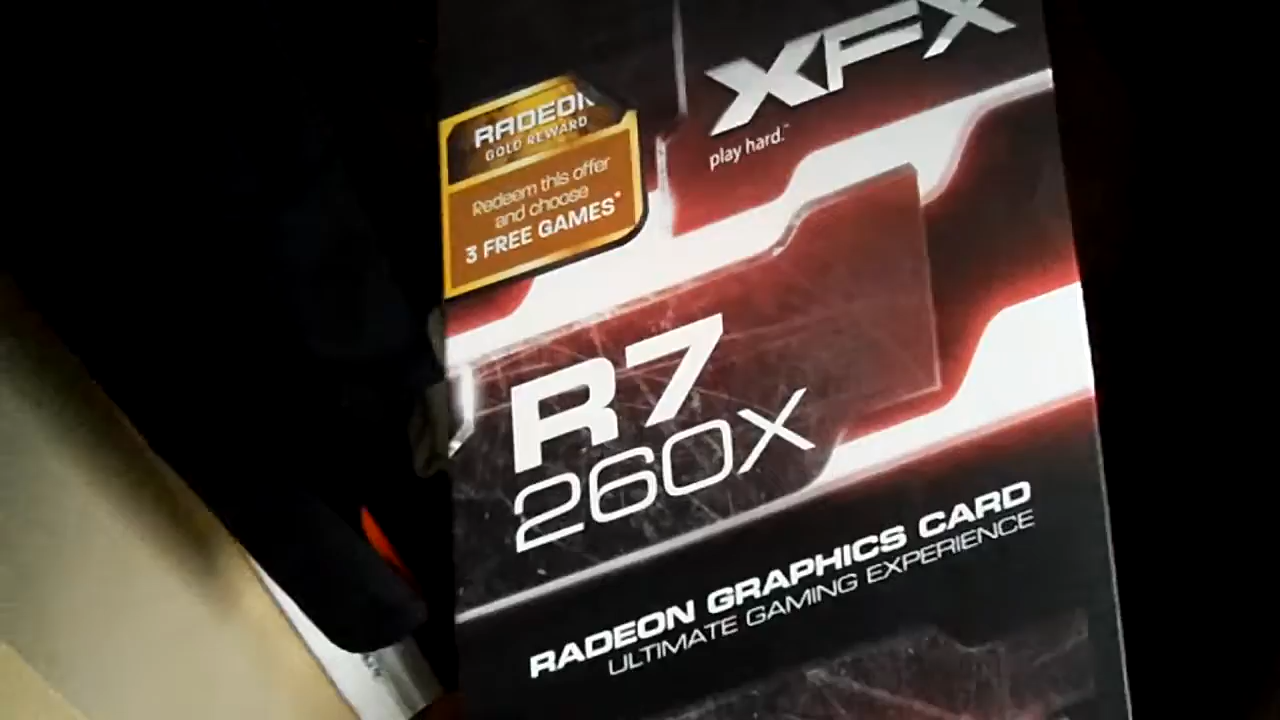 XFX
play hard.™
RADEON
GOLD REWARD
Redeem this offer
and choose
3 FREE GAMES*
R7
260X
RADEON GRAPHICS CARD
ULTIMATE GAMING EXPERIENCE